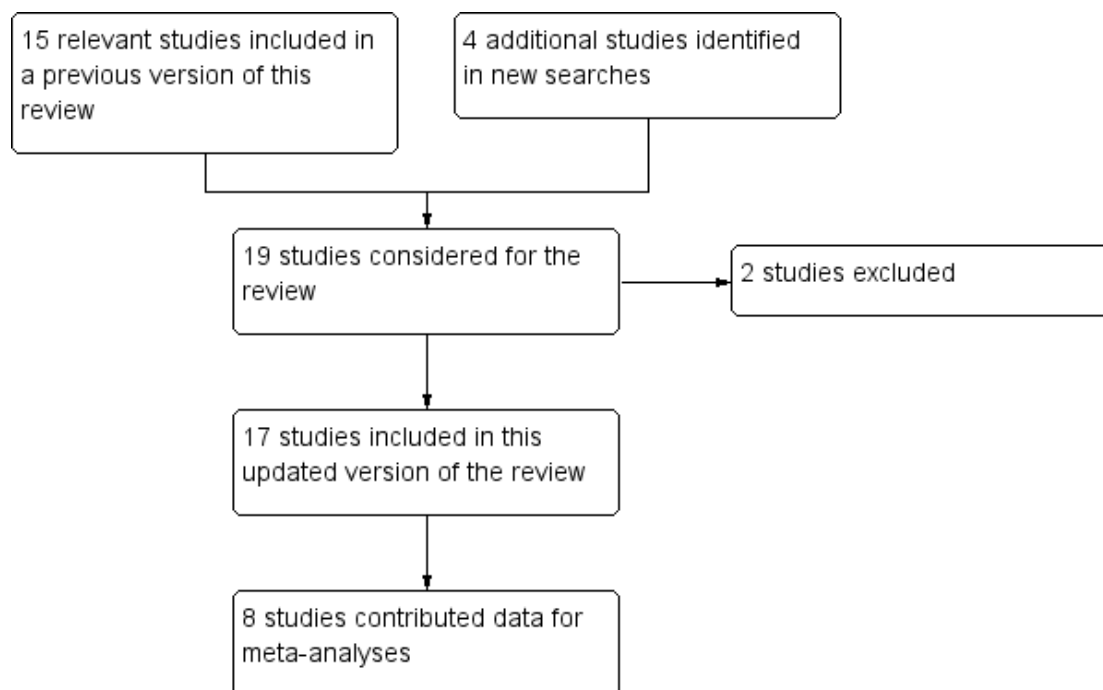 15 relevant studies included in
a previous version of this
review
4 additional studies identified
in new searches
19 studies considered for the
review
2 studies excluded
17 studies included in this
updated version of the review
8 studies contributed data for
meta-analyses